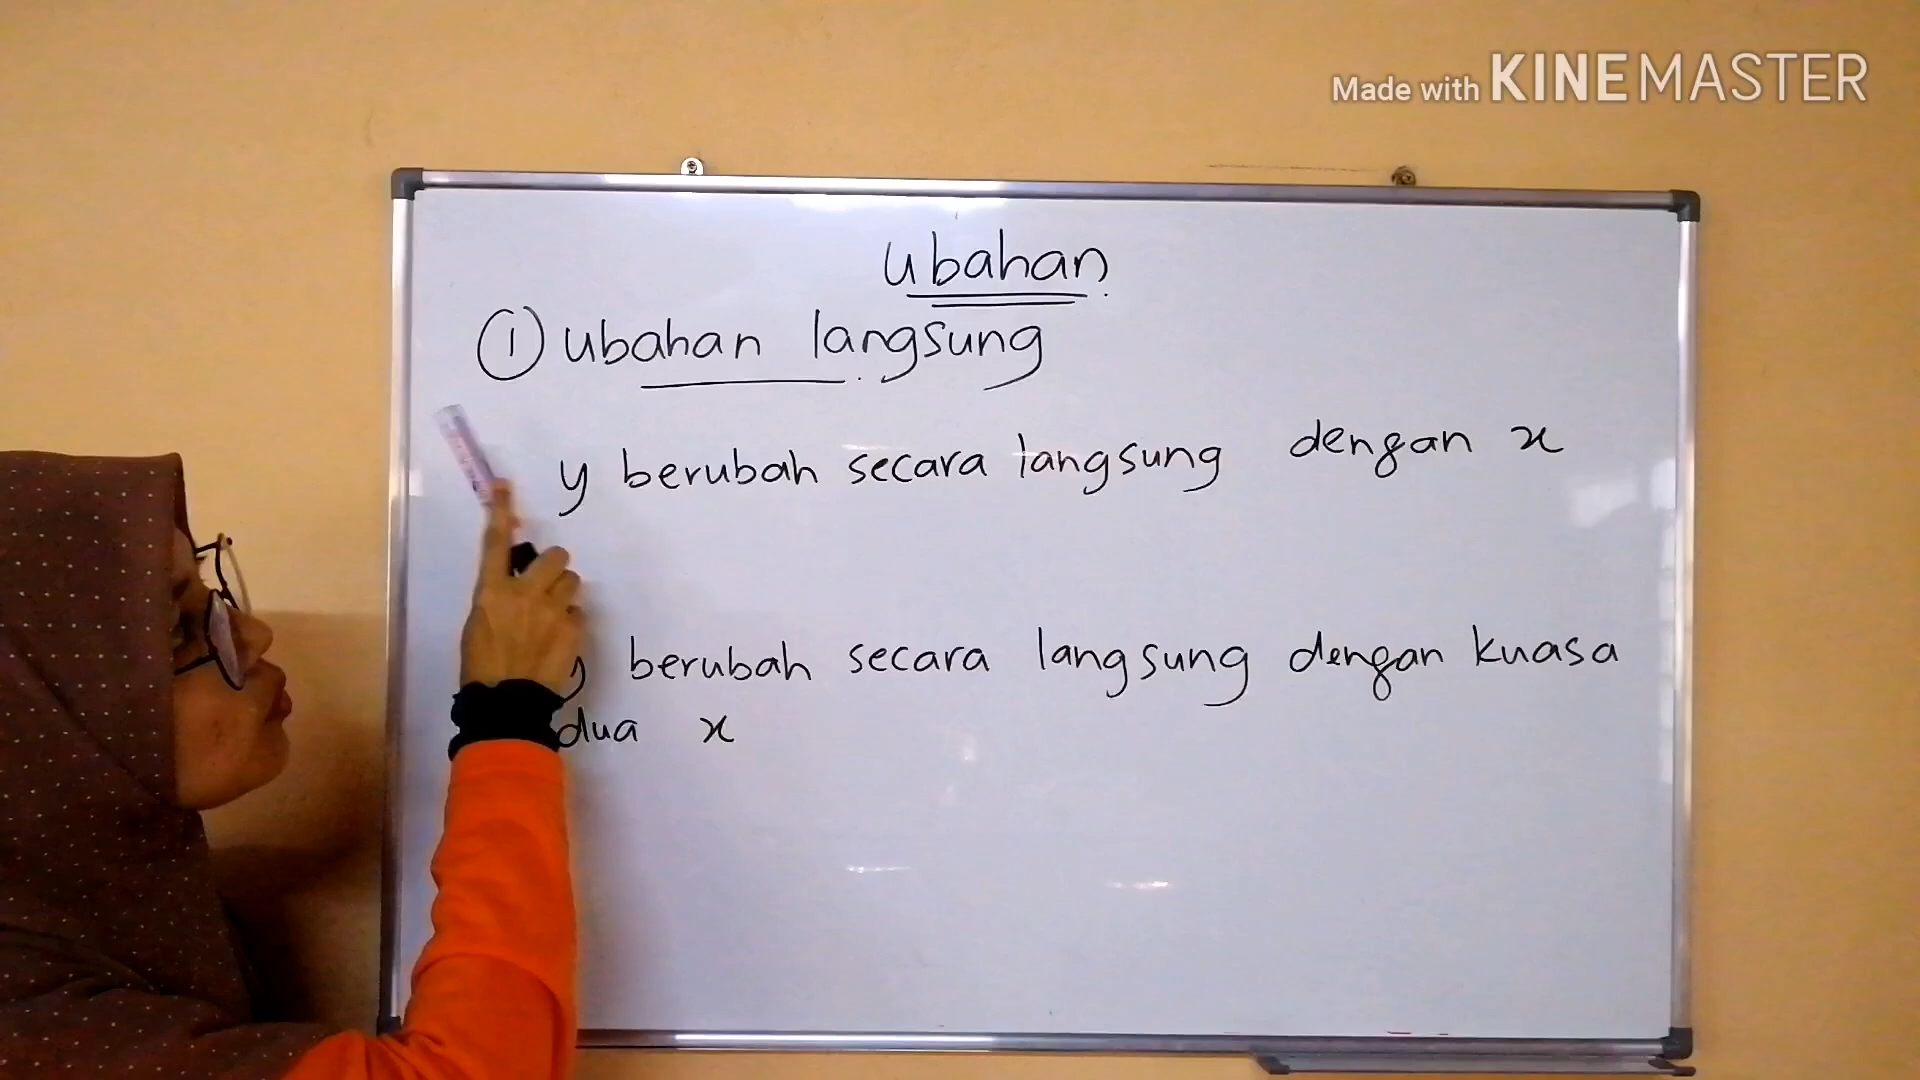 Made with KINEMASTER
Ubahan
① ubahan langsung
y berubah secara langsung dengan x
y berubah secara langsung dengan kuasa
dua x